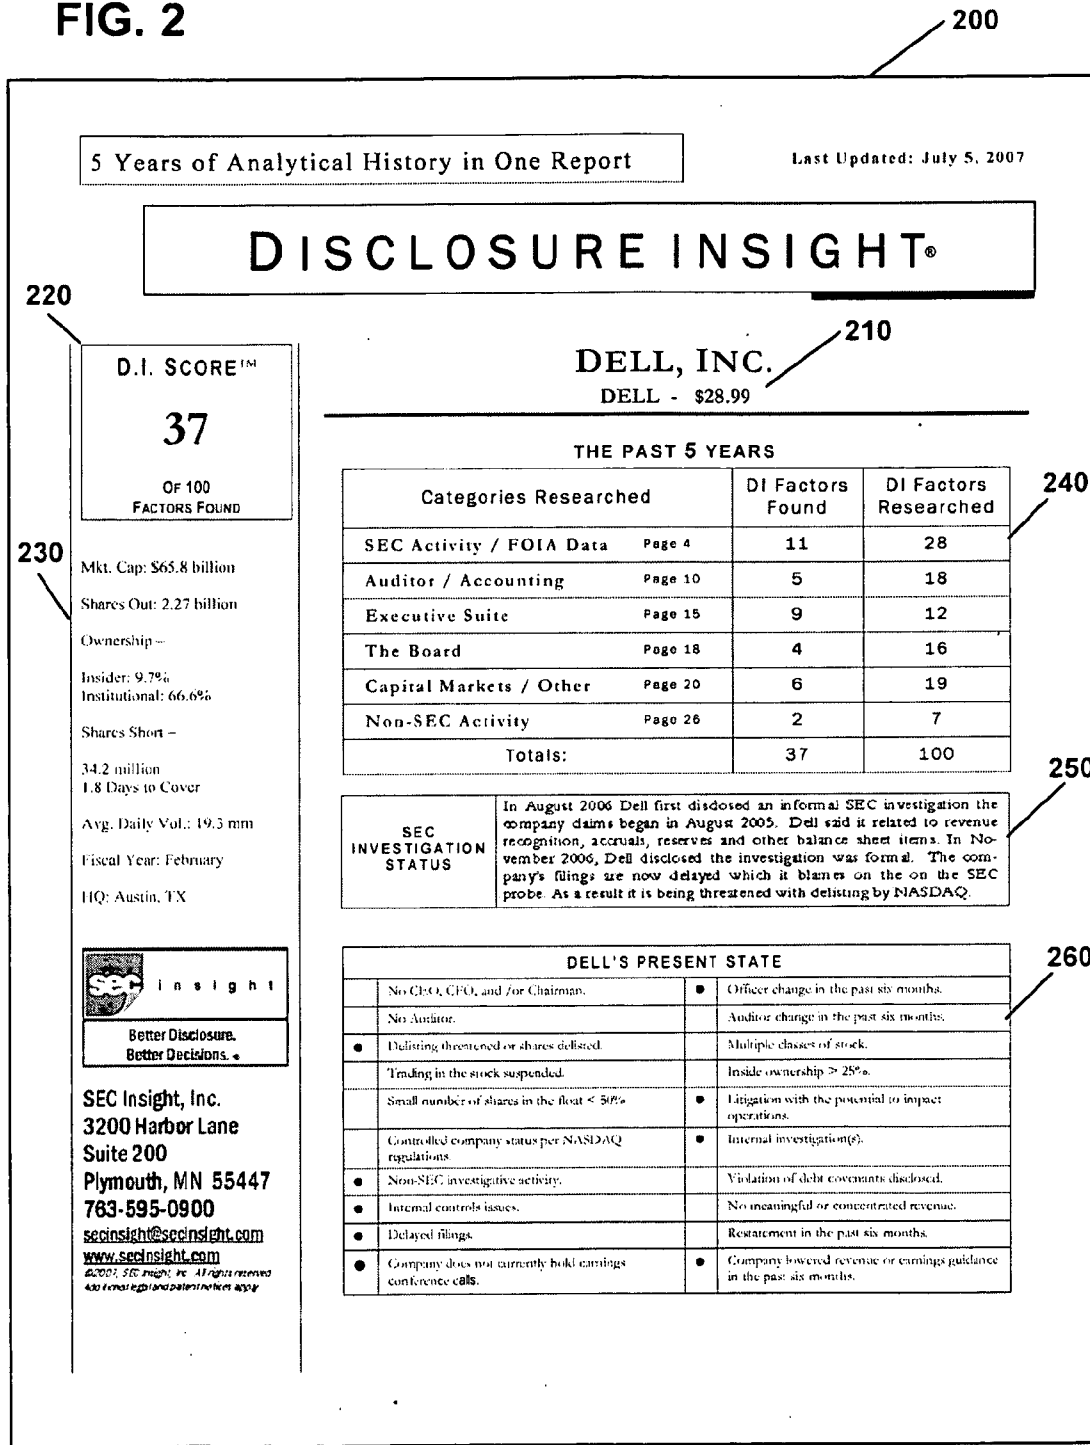 FIG. 2
200
5 Years of Analytical History in One Report
Last Updated: July 5, 2007
DISCLOSURE INSIGHT®
220
210
D.I. SCORE™
37
OF 100
FACTORS FOUND
230
Mkt. Cap: $65.8 billion
Shares Out: 2.27 billion
Ownership –
Insider: 9.7%
Institutional: 66.6%
Shares Short –
34.2 million
1.8 Days to Cover
Avg. Daily Vol.: 19.3 mm
Fiscal Year: February
HQ: Austin, TX
SEC insight
Better Disclosure.
Better Decisions.
SEC Insight, Inc.
3200 Harbor Lane
Suite 200
Plymouth, MN 55447
763-595-0900
secinsight@secinsight.com
www.secinsight.com
©2007, SEC Insight, Inc. All rights reserved
Additional legal and patent notices apply
DELL, INC.
DELL - $28.99
THE PAST 5 YEARS
240
Categories Researched DI Factors Found DI Factors Researched
SEC Activity / FOIA Data Page 4 11 28
Auditor / Accounting Page 10 5 18
Executive Suite Page 15 9 12
The Board Page 18 4 16
Capital Markets / Other Page 20 6 19
Non-SEC Activity Page 26 2 7
Totals: 37 100
250
SEC
INVESTIGATION
STATUS
In August 2006 Dell first disclosed an informal SEC investigation the
company claims began in August 2005. Dell said it related to revenue
recognition, accruals, reserves and other balance sheet items. In No-
vember 2006, Dell disclosed the investigation was formal. The com-
pany's filings are now delayed which it blames on the on the SEC
probe. As a result it is being threatened with delisting by NASDAQ.
260
DELL'S PRESENT STATE
No CEO, CFO, and /or Chairman. ● Officer change in the past six months.
No Auditor. Auditor change in the past six months.
● Delisting threatened or shares delisted. Multiple classes of stock.
Trading in the stock suspended. Inside ownership > 25%.
Small number of shares in the float < 50% ● Litigation with the potential to impact
operations.
Controlled company status per NASDAQ ● Internal investigation(s).
regulations.
● Non-SEC investigative activity. Violation of debt covenants disclosed.
● Internal controls issues. No meaningful or concentrated revenue.
● Delayed filings. Restatement in the past six months.
● Company does not currently hold earnings ● Company lowered revenue or earnings guidance
conference calls. in the past six months.